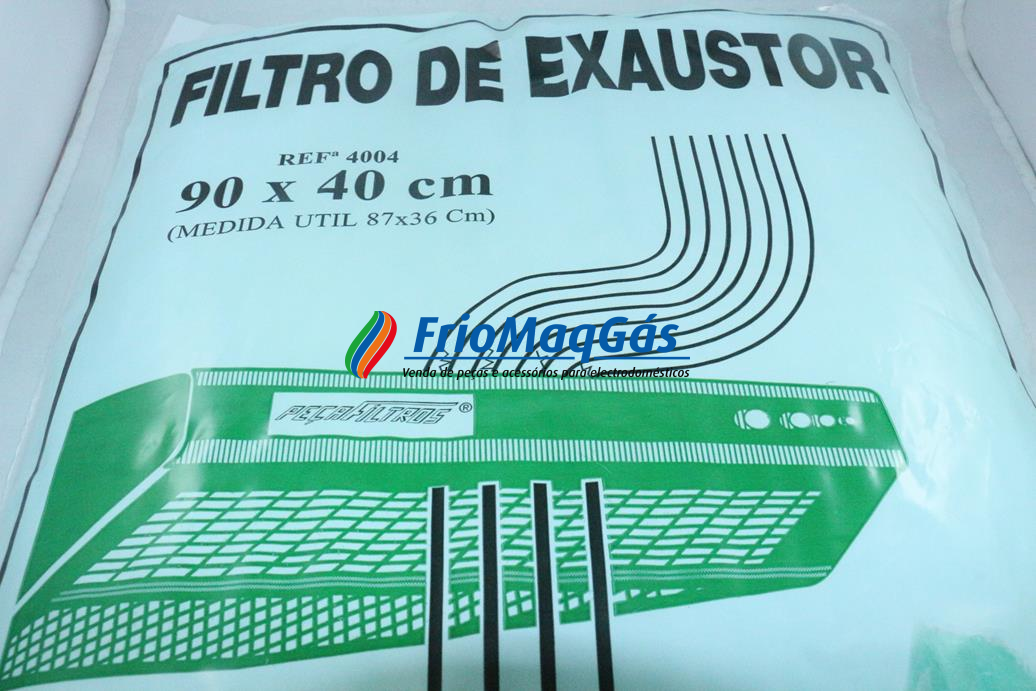 FILTRO DE EXAUSTOR
REFª 4004
90 x 40 cm
(MEDIDA UTIL 87x36 Cm)
FrioMaqGás
Venda de peças e acessórios para electrodomésticos
PEÇAFILTROS®